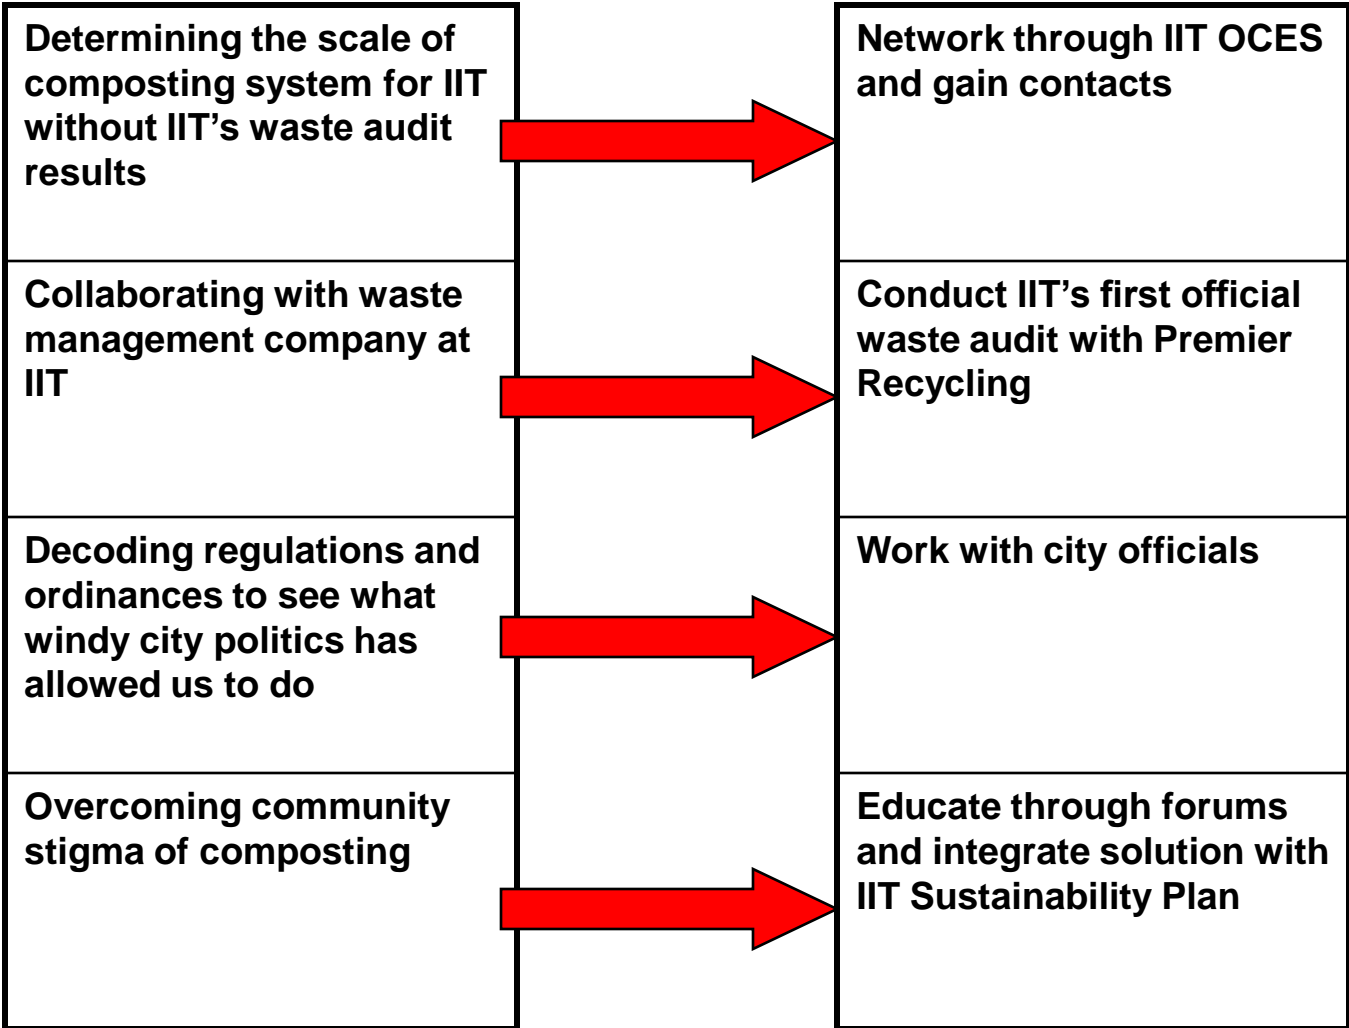 Determining the scale of
composting system for IIT
without IIT's waste audit
results
Network through IIT OCES
and gain contacts
Collaborating with waste
management company at
IIT
Conduct IIT's first official
waste audit with Premier
Recycling
Decoding regulations and
ordinances to see what
windy city politics has
allowed us to do
Work with city officials
Overcoming community
stigma of composting
Educate through forums
and integrate solution with
IIT Sustainability Plan